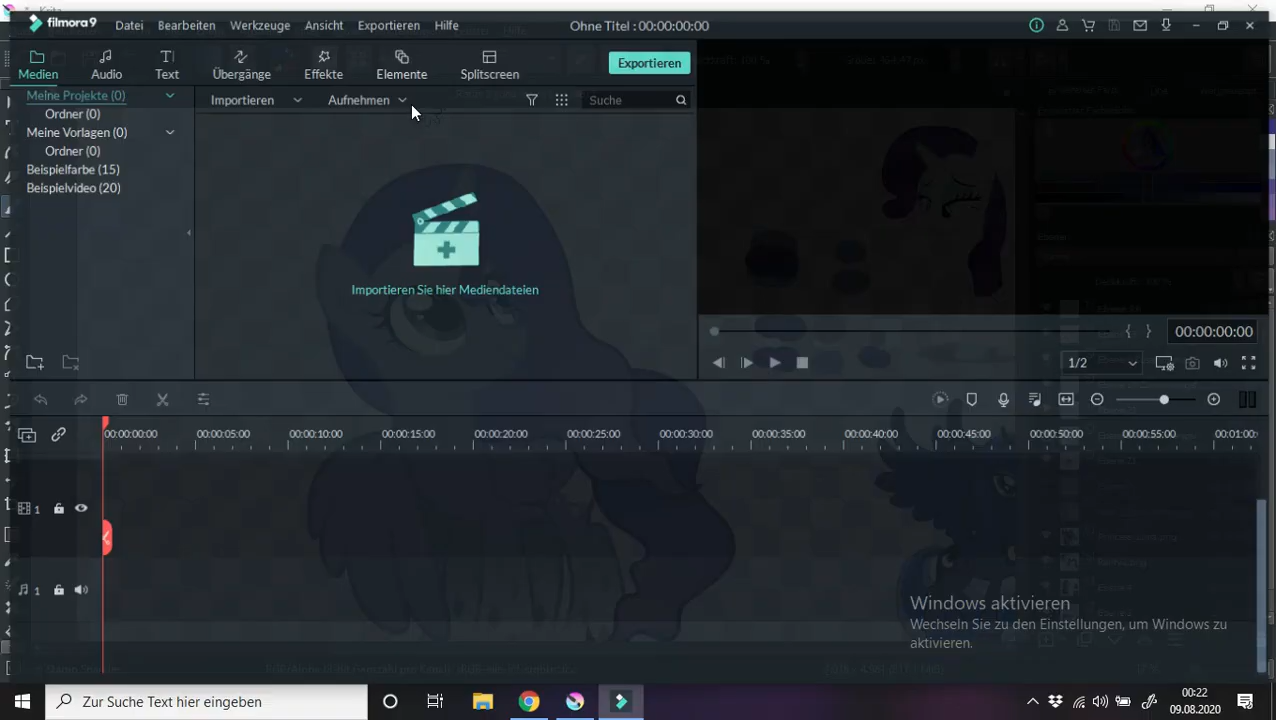 filmora9 Datei Bearbeiten Werkzeuge Ansicht Exportieren Hilfe Ohne Titel : 00:00:00:00
Medien Audio Text Übergänge Effekte Elemente Splitscreen Exportieren
Meine Projekte (0)
Ordner (0)
Meine Vorlagen (0)
Ordner (0)
Beispielfarbe (15)
Beispielvideo (20)
Importieren Aufnehmen Suche
Importieren Sie hier Mediendateien
00:00:00:00
1/2
00:00:00:00 00:00:05:00 00:00:10:00 00:00:15:00 00:00:20:00 00:00:25:00 00:00:30:00 00:00:35:00 00:00:40:00 00:00:45:00 00:00:50:00 00:00:55:00 00:01:00:
1
1
Windows aktivieren
Wechseln Sie zu den Einstellungen, um Windows zu
aktivieren.
Zur Suche Text hier eingeben
00:22
09.08.2020